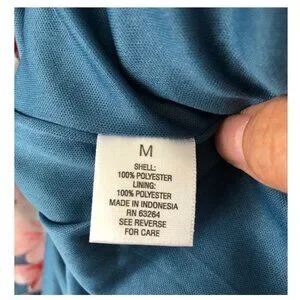 M
SHELL:
100% POLYESTER
LINING:
100% POLYESTER
MADE IN INDONESIA
RN 63264
SEE REVERSE
FOR CARE